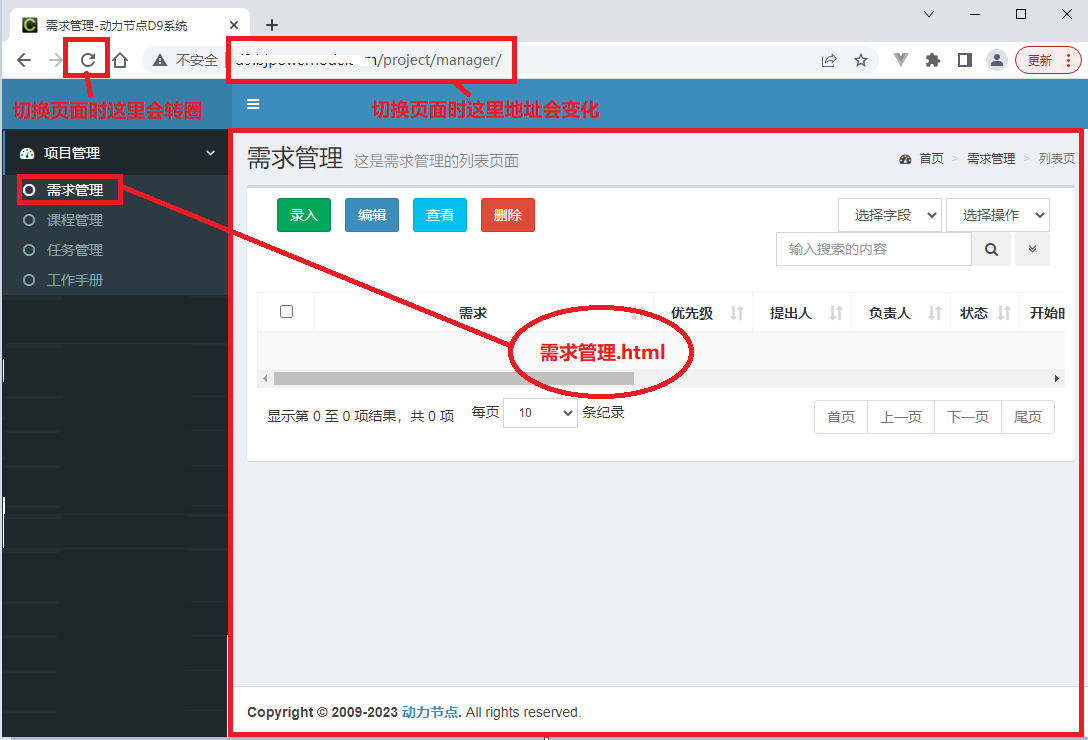 需求管理-动力节点D9系统
不安全
/project/manager/
更新
切换页面时这里会转圈
切换页面时这里地址会变化
项目管理
需求管理
课程管理
任务管理
工作手册
需求管理 这是需求管理的列表页面
首页 > 需求管理 > 列表页
录入 编辑 查看 删除
选择字段 选择操作
输入搜索的内容
需求 优先级 提出人 负责人 状态 开始
需求管理.html
显示第 0 至 0 项结果，共 0 项 每页 10 条纪录
首页 上一页 下一页 尾页
Copyright © 2009-2023 动力节点. All rights reserved.